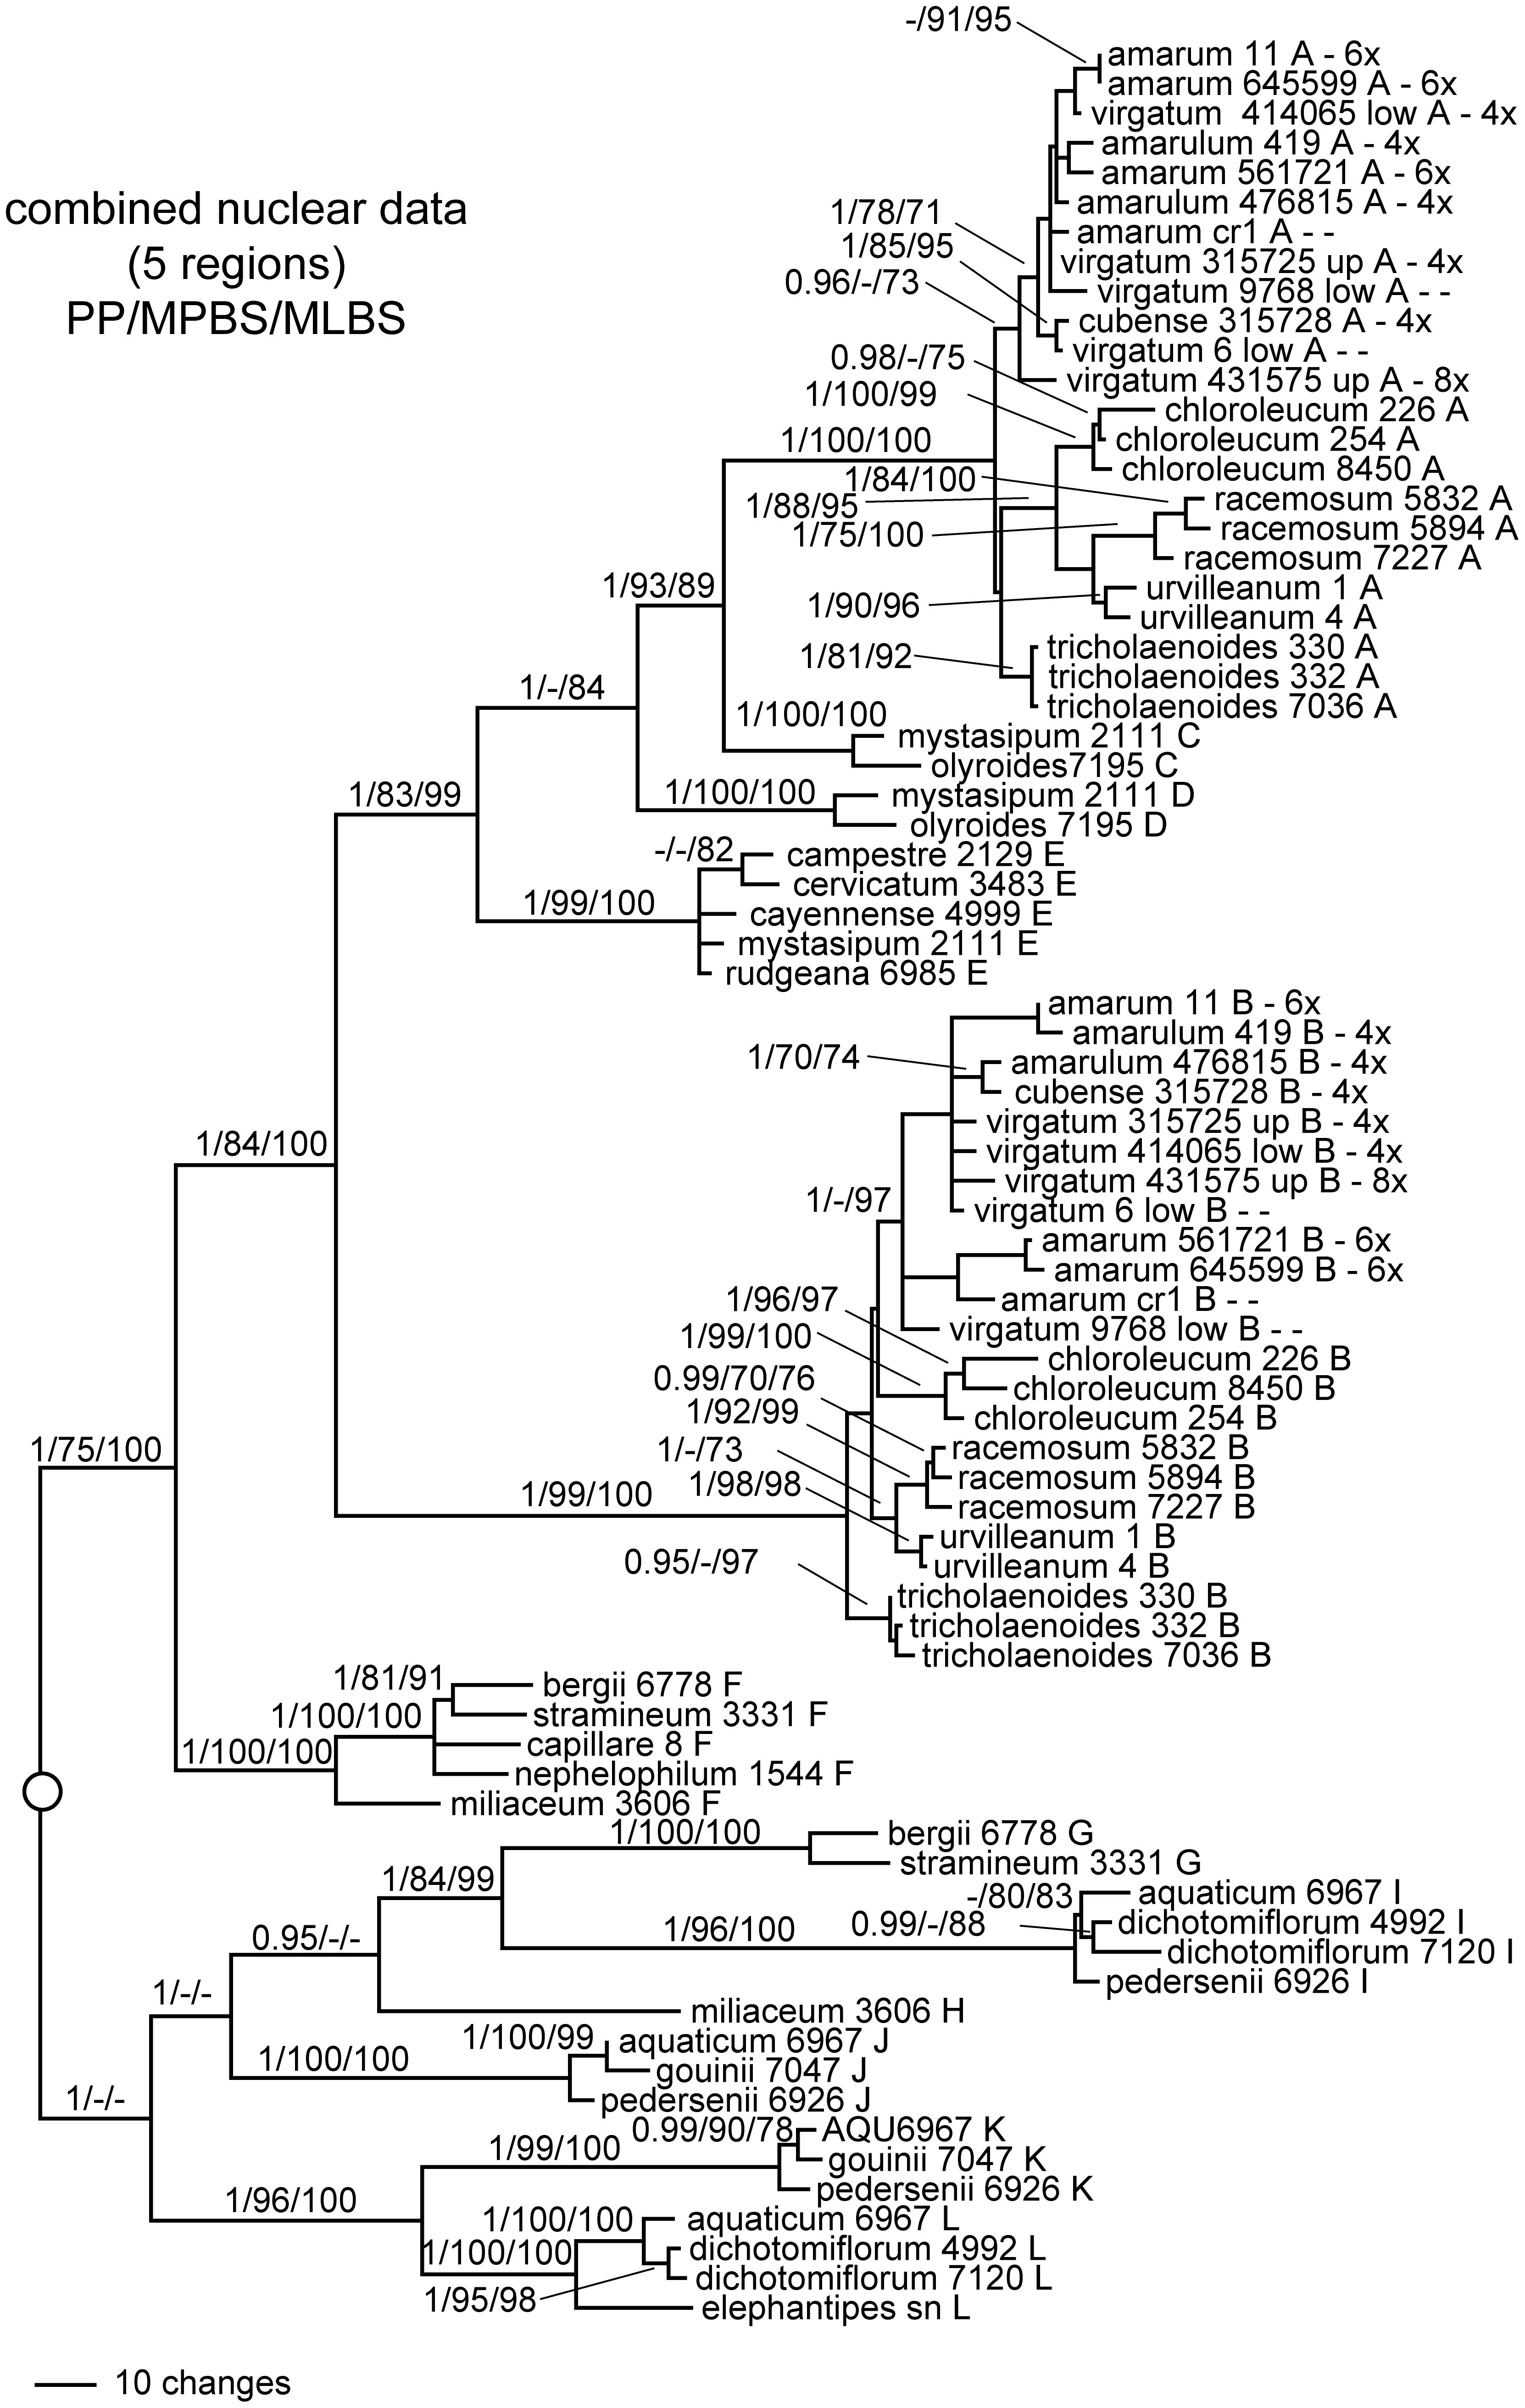 -/91/95
amarum 11 A - 6x
amarum 645599 A - 6x
virgatum  414065 low A - 4x
amarulum 419 A - 4x
combined nuclear data
(5 regions)
PP/MPBS/MLBS
amarum 561721 A - 6x
amarulum 476815 A - 4x
1/78/71
amarum cr1 A - -
1/85/95
virgatum 315725 up A - 4x
0.96/-/73
virgatum 9768 low A - -
cubense 315728 A - 4x
virgatum 6 low A - -
0.98/-/75
virgatum 431575 up A - 8x
1/100/99
chloroleucum 226 A
1/100/100
chloroleucum 254 A
chloroleucum 8450 A
1/84/100
racemosum 5832 A
1/88/95
racemosum 5894 A
1/75/100
racemosum 7227 A
1/93/89
urvilleanum 1 A
1/90/96
urvilleanum 4 A
tricholaenoides 330 A
1/81/92
tricholaenoides 332 A
1/-/84
tricholaenoides 7036 A
1/100/100
mystasipum 2111 C
olyroides7195 C
1/83/99
1/100/100
mystasipum 2111 D
olyroides 7195 D
-/-/82
campestre 2129 E
cervicatum 3483 E
1/99/100
cayennense 4999 E
mystasipum 2111 E
rudgeana 6985 E
amarum 11 B - 6x
amarulum 419 B - 4x
1/70/74
amarulum 476815 B - 4x
cubense 315728 B - 4x
virgatum 315725 up B - 4x
1/84/100
virgatum 414065 low B - 4x
virgatum 431575 up B - 8x
1/-/97
virgatum 6 low B - -
amarum 561721 B - 6x
amarum 645599 B - 6x
1/96/97
amarum cr1 B - -
1/99/100
virgatum 9768 low B - -
chloroleucum 226 B
0.99/70/76
chloroleucum 8450 B
1/92/99
chloroleucum 254 B
1/75/100
1/-/73
racemosum 5832 B
1/98/98
racemosum 5894 B
1/99/100
racemosum 7227 B
urvilleanum 1 B
0.95/-/97
urvilleanum 4 B
tricholaenoides 330 B
tricholaenoides 332 B
tricholaenoides 7036 B
1/81/91
bergii 6778 F
1/100/100
stramineum 3331 F
1/100/100
capillare 8 F
nephelophilum 1544 F
miliaceum 3606 F
1/100/100
bergii 6778 G
stramineum 3331 G
1/84/99
-/80/83
aquaticum 6967 I
1/96/100
0.99/-/88
dichotomiflorum 4992 I
0.95/-/-
dichotomiflorum 7120 I
pedersenii 6926 I
1/-/-
miliaceum 3606 H
1/100/99
aquaticum 6967 J
1/100/100
gouinii 7047 J
1/-/-
pedersenii 6926 J
0.99/90/78
AQU6967 K
1/99/100
gouinii 7047 K
pedersenii 6926 K
1/96/100
1/100/100
aquaticum 6967 L
1/100/100
dichotomiflorum 4992 L
dichotomiflorum 7120 L
1/95/98
elephantipes sn L
10 changes